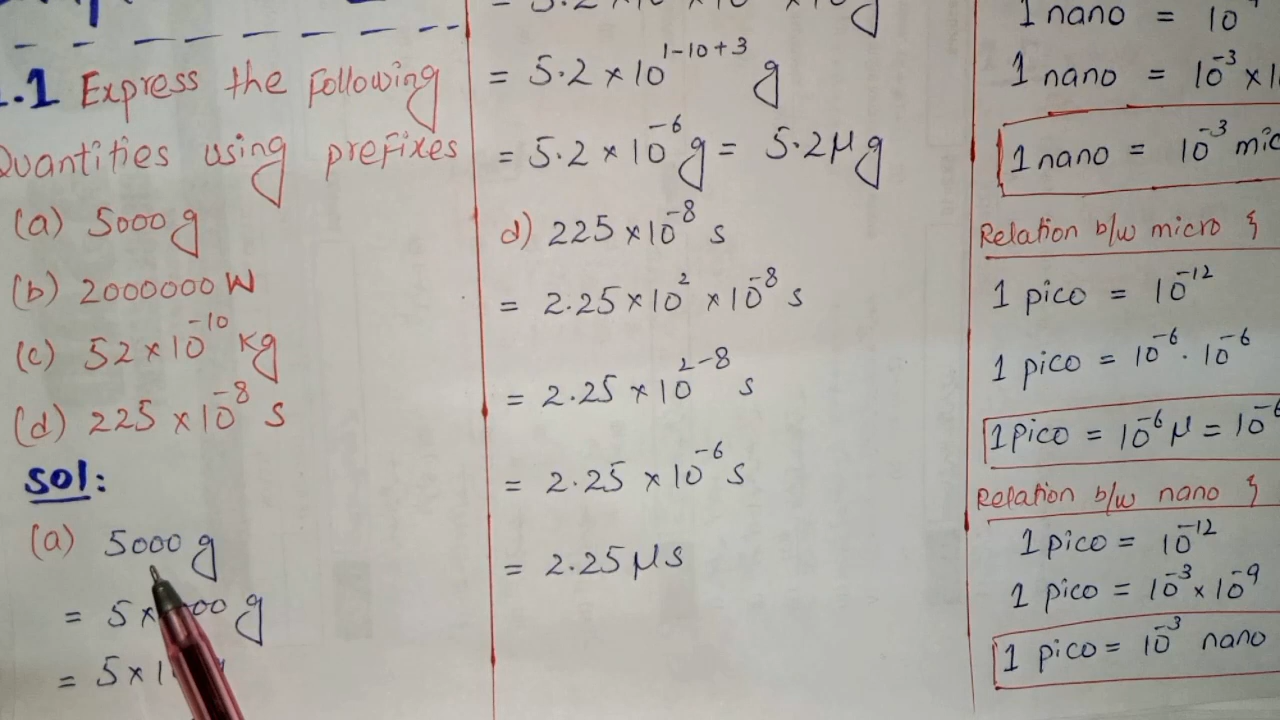 .1 Express the Following
Quantities using prefixes
(a) 5000 g
(b) 2000000 W
(c) 52 × 10⁻¹⁰ kg
(d) 225 × 10⁻⁸ s
Sol:
(a) 5000 g
= 5 × 00 g
= 5 × 1
= 5.2 × 10¹⁻¹⁰⁺³ g
= 5.2 × 10⁻⁶ g = 5.2 μg
d) 225 × 10⁻⁸ s
= 2.25 × 10² × 10⁻⁸ s
= 2.25 × 10²⁻⁸ s
= 2.25 × 10⁻⁶ s
= 2.25 μs
1 nano = 10
1 nano = 10⁻³ × 1
1 nano = 10⁻³ mic
Relation b/w micro &
1 pico = 10⁻¹²
1 pico = 10⁻⁶ . 10⁻⁶
1 pico = 10⁻⁶ μ = 10⁻⁶
Relation b/w nano &
1 pico = 10⁻¹²
1 pico = 10⁻³ × 10⁻⁹
1 pico = 10⁻³ nano